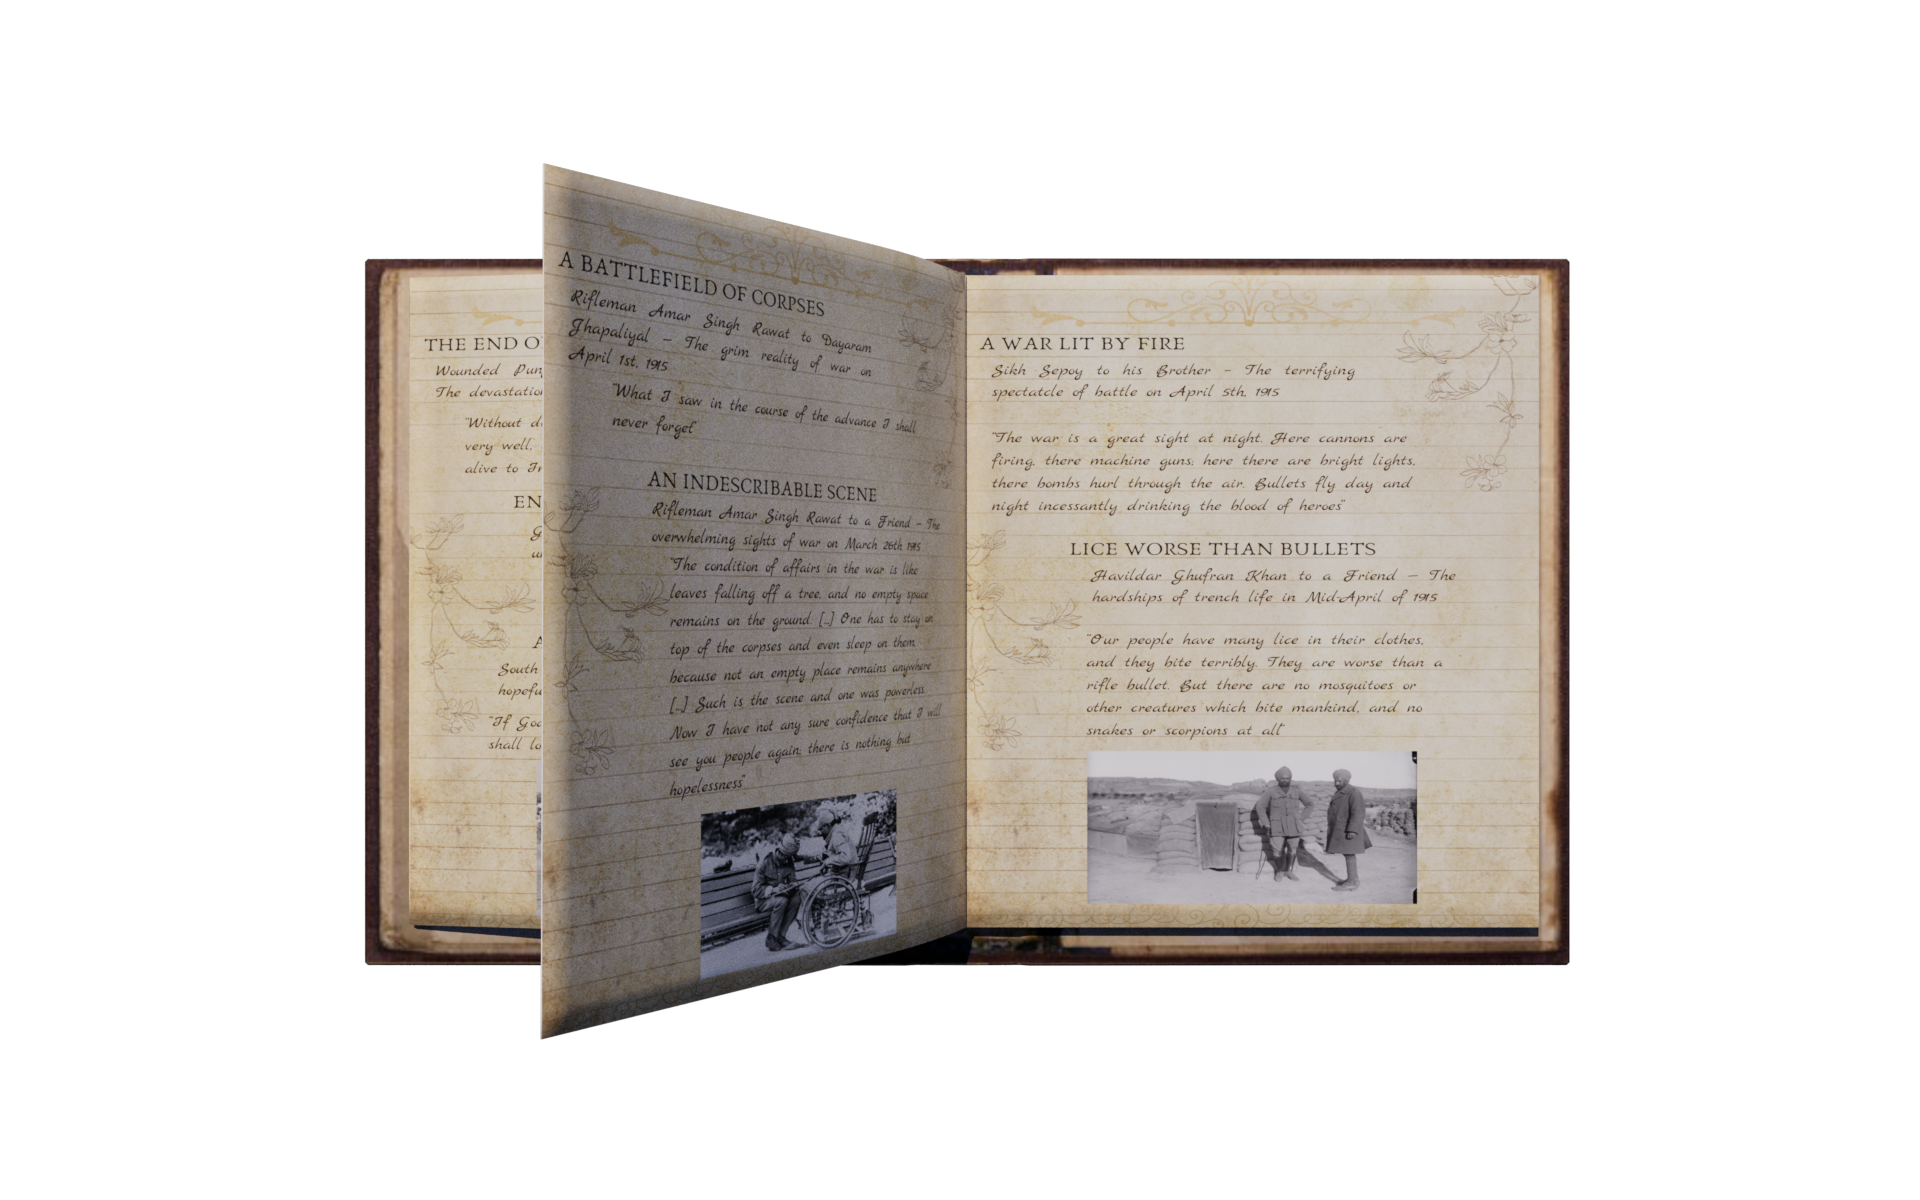 THE END O
Wounded Pun
The devastatio
"Without d
very well,
alive to
EN
South
hopefu
"If God
shall lo
A BATTLEFIELD OF CORPSES
Rifleman Amar Singh Rawat to Dayaram
Jhapaliyal – The grim reality of war on
April 1st, 1915
"What I saw in the course of the advance I shall
never forget"
AN INDESCRIBABLE SCENE
Rifleman Amar Singh Rawat to a Friend – The
overwhelming sights of war on March 26th 1915
"The condition of affairs in the war is like
leaves falling off a tree, and no empty space
remains on the ground. [...] One has to stay on
top of the corpses and even sleep on them,
because not an empty place remains anywhere"
[...] Such is the scene and one was powerless.
Now I have not any sure confidence that I will
see you people again; there is nothing but
hopelessness"
A WAR LIT BY FIRE
Sikh Sepoy to his Brother – The terrifying
spectatcle of battle on April 5th, 1915
"The war is a great sight at night. Here cannons are
firing, there machine guns; here there are bright lights,
there bombs hurl through the air. Bullets fly day and
night incessantly drinking the blood of heroes"
LICE WORSE THAN BULLETS
Havildar Ghufran Khan to a Friend – The
hardships of trench life in Mid-April of 1915
"Our people have many lice in their clothes,
and they bite terribly. They are worse than a
rifle bullet. But there are no mosquitoes or
other creatures which bite mankind, and no
snakes or scorpions at all"